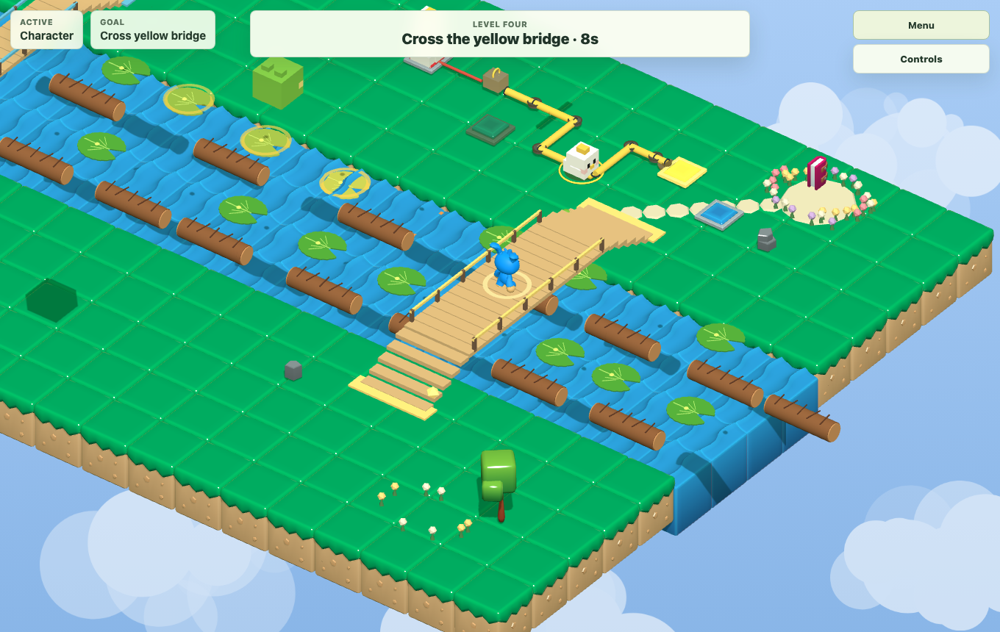 ACTIVE
Character
GOAL
Cross yellow bridge
LEVEL FOUR
Cross the yellow bridge · 8s
Menu
Controls